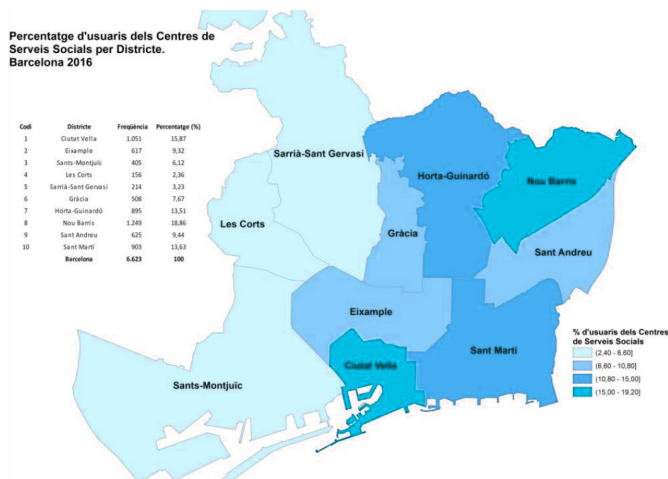 Percentatge d'usuaris dels Centres de
Serveis Socials per Districte.
Barcelona 2016
Codi Districte Freqüència Percentatge (%)
1 Ciutat Vella 1.051 15,87
2 Eixample 617 9,32
3 Sants-Montjuïc 405 6,12
4 Les Corts 156 2,36
5 Sarrià-Sant Gervasi 214 3,23
6 Gràcia 508 7,67
7 Horta-Guinardó 895 13,51
8 Nou Barris 1.249 18,86
9 Sant Andreu 625 9,44
10 Sant Martí 903 13,63
Barcelona 6.623 100
Sarrià-Sant Gervasi
Horta-Guinardó
Nou Barris
Les Corts
Gràcia
Sant Andreu
Eixample
Sant Martí
Ciutat Vella
Sants-Montjuïc
% d'usuaris dels Centres
de Serveis Socials
(2,40 - 6,60]
(6,60 - 10,80]
(10,80 - 15,00]
(15,00 - 19,20]